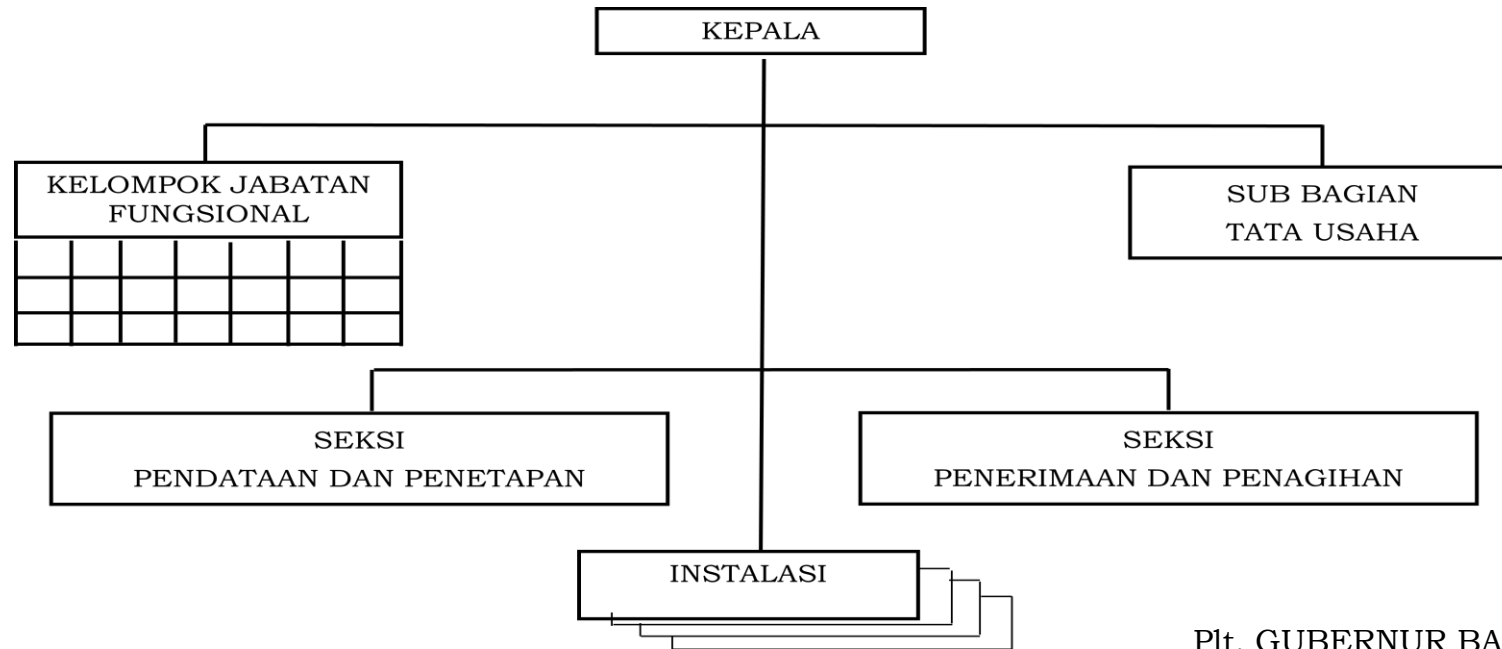 KEPALA
KELOMPOK JABATAN
FUNGSIONAL
SUB BAGIAN
TATA USAHA
SEKSI
PENDATAAN DAN PENETAPAN
SEKSI
PENERIMAAN DAN PENAGIHAN
INSTALASI
Plt. GUBERNUR BA